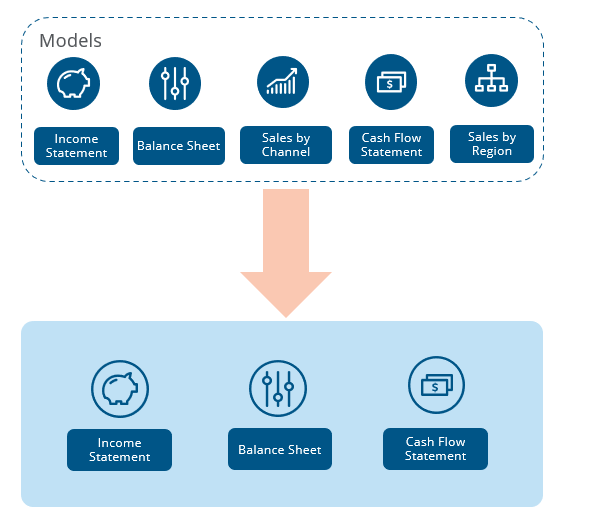 Models
Income
Statement
Balance Sheet
Sales by
Channel
$
Cash Flow
Statement
Sales by
Region
Income
Statement
Balance Sheet
$
Cash Flow
Statement